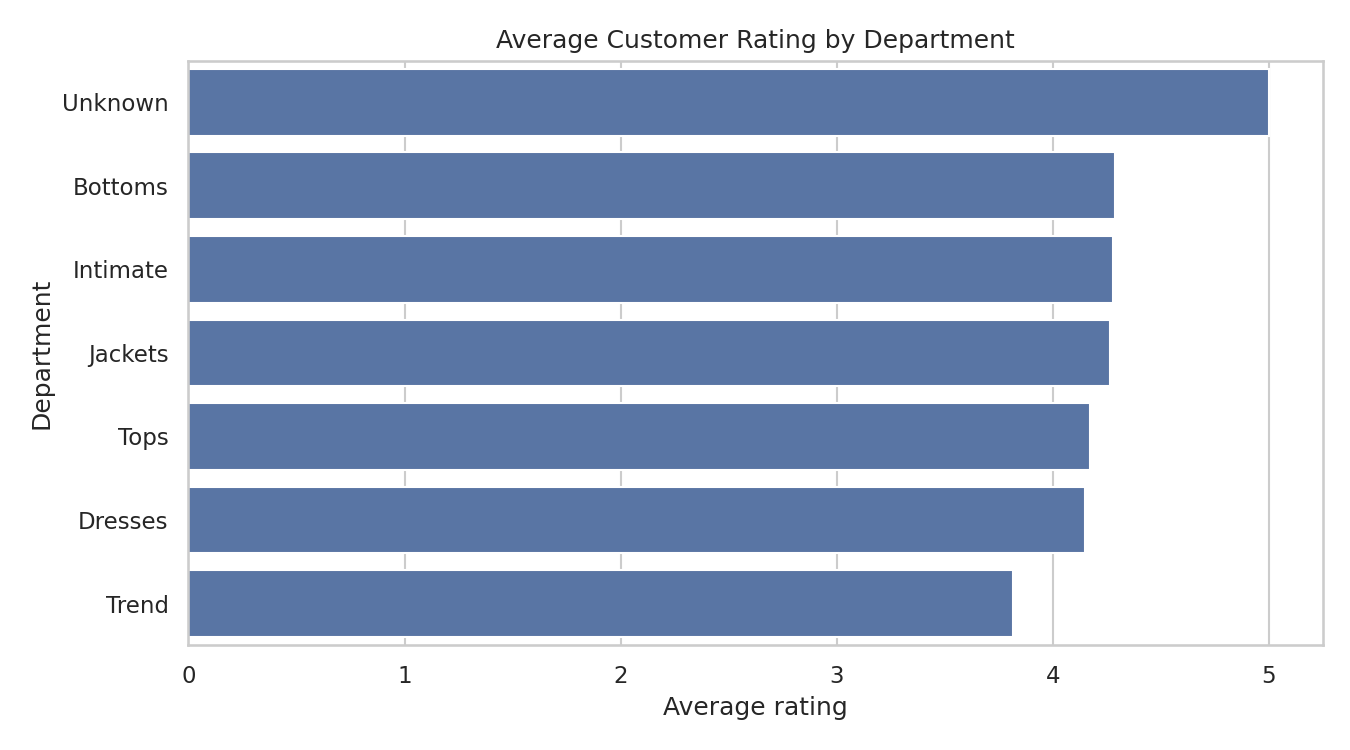 Average Customer Rating by Department
Department
Unknown
Bottoms
Intimate
Jackets
Tops
Dresses
Trend
0 1 2 3 4 5
Average rating